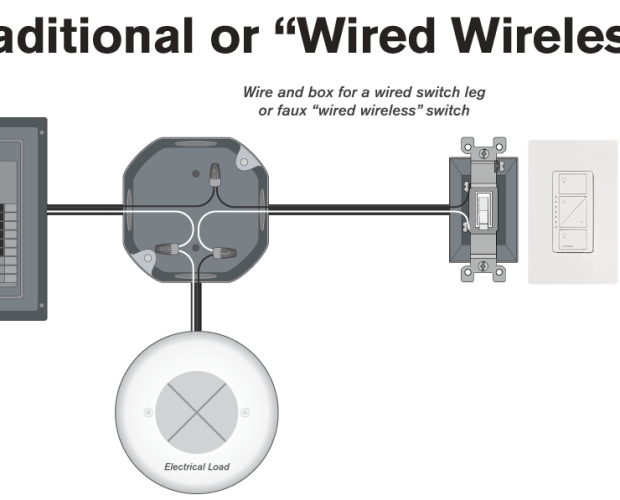 aditional or “Wired Wireles
Wire and box for a wired switch leg
or faux “wired wireless” switch
Electrical Load